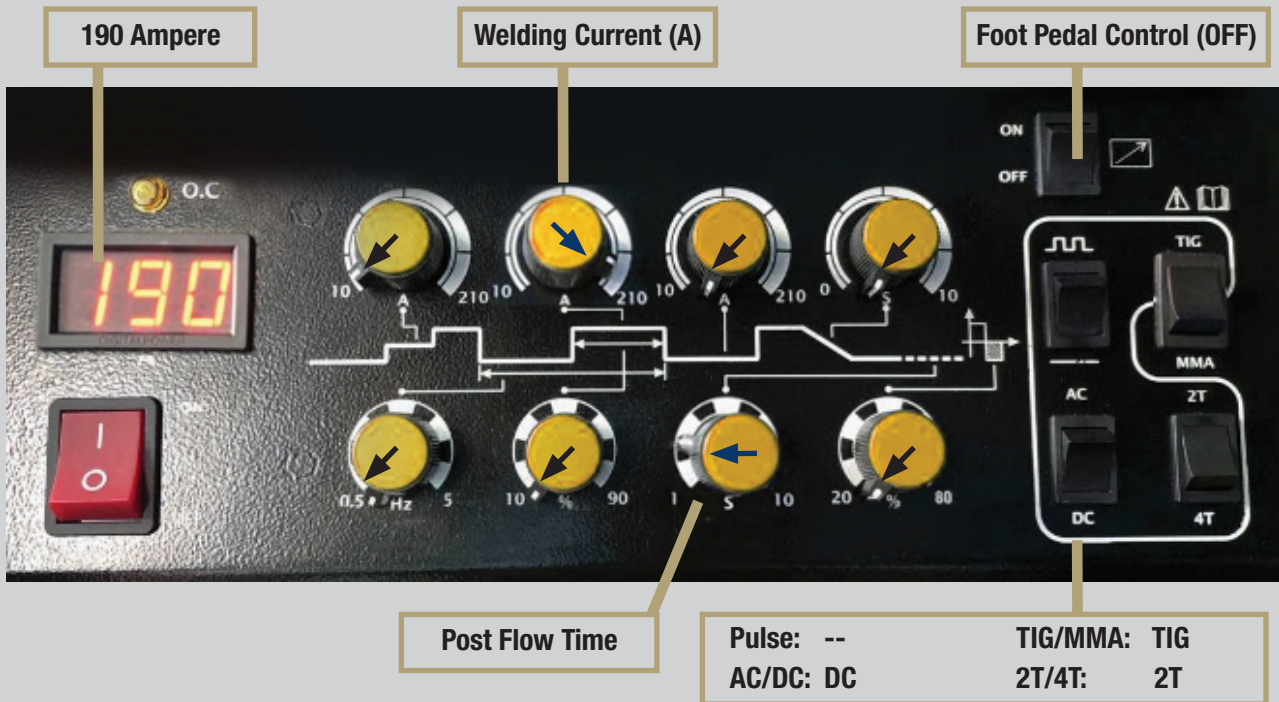 190 Ampere
Welding Current (A)
Foot Pedal Control (OFF)
ON
OFF
O.C
190
DIGITALPOWER
10 A 210
10 A 210
A 210
0 S 10
TIG
MMA
AC
2T
DC
4T
I
O
0.5 Hz 5
10 % 90
1 S 10
20 % 80
Post Flow Time
Pulse: -- TIG/MMA: TIG
AC/DC: DC 2T/4T: 2T